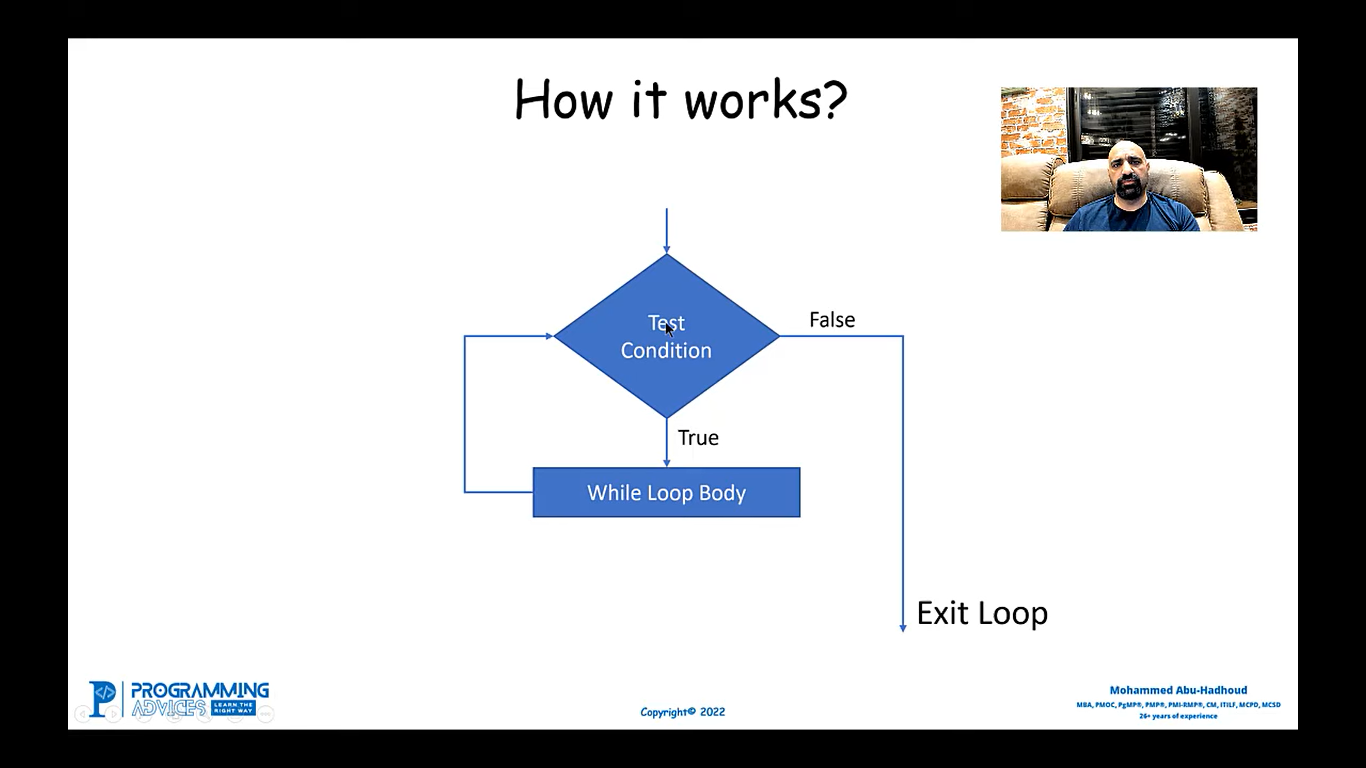 How it works?
Test
Condition
False
True
While Loop Body
Exit Loop
PROGRAMMING
ADVICES
LEARN THE
RIGHT WAY
Copyright© 2022
Mohammed Abu-Hadhoud
MBA, PMOC, PgMP®, PMP®, PMI-RMP®, CM, ITILF, MCPD, MCSD
26+ years of experience